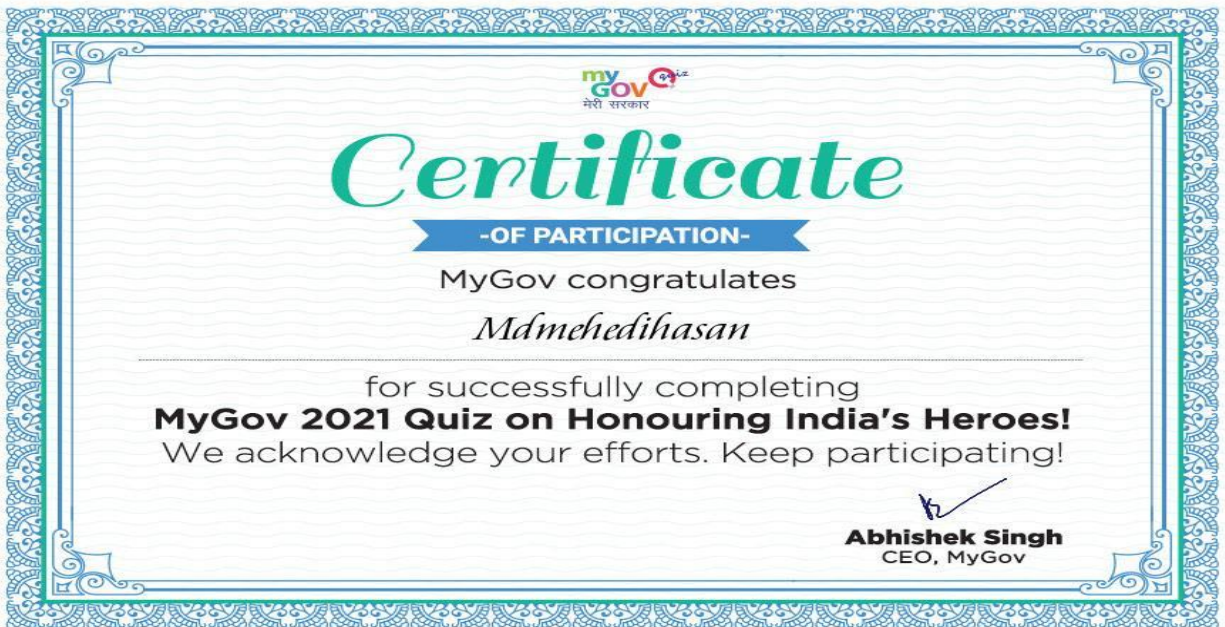 my quiz
GOV
मेरी सरकार
Certificate
-OF PARTICIPATION-
MyGov congratulates
Mdmehedihasan
for successfully completing
MyGov 2021 Quiz on Honouring India's Heroes!
We acknowledge your efforts. Keep participating!
Abhishek Singh
CEO, MyGov